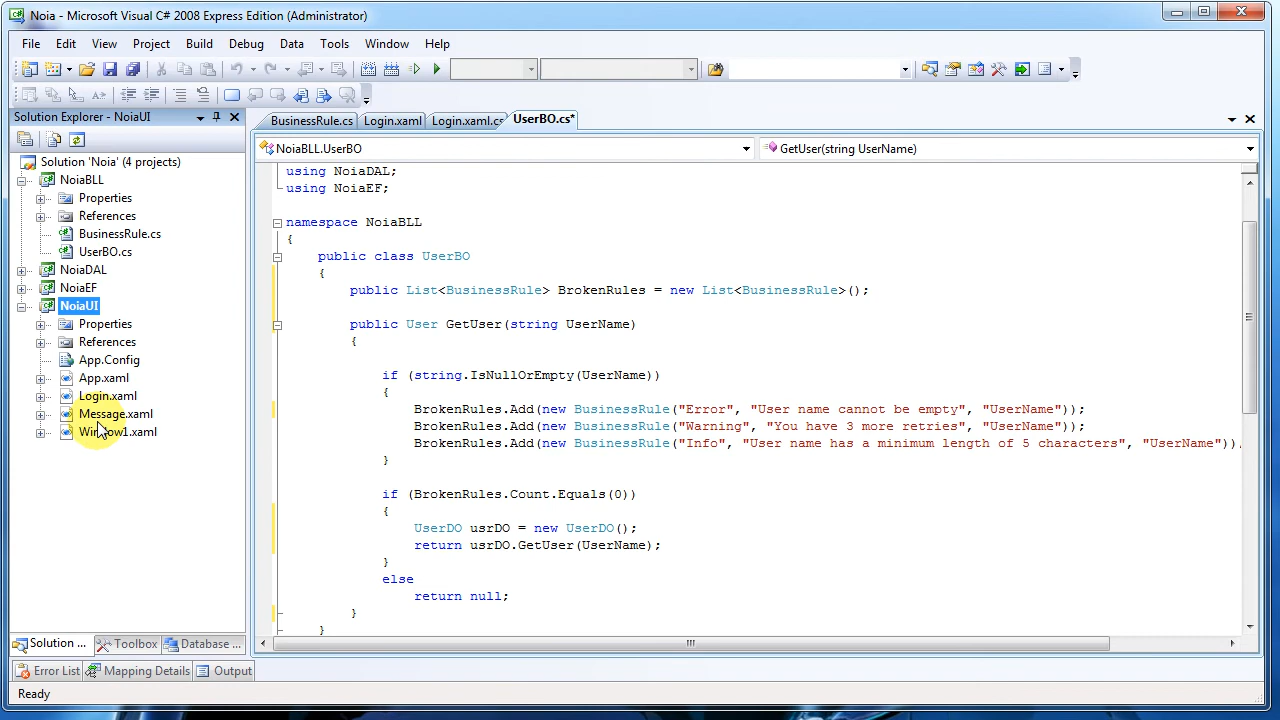 Noia - Microsoft Visual C# 2008 Express Edition (Administrator)
File Edit View Project Build Debug Data Tools Window Help
Solution Explorer - NoiaUI
BusinessRule.cs Login.xaml Login.xaml.cs UserBO.cs*
NoiaBLL.UserBO GetUser(string UserName)
Solution 'Noia' (4 projects)
NoiaBLL
Properties
References
BusinessRule.cs
UserBO.cs
NoiaDAL
NoiaEF
NoiaUI
Properties
References
App.Config
App.xaml
Login.xaml
Message.xaml
Window1.xaml
using NoiaDAL;
using NoiaEF;
namespace NoiaBLL
{
public class UserBO
{
public List<BusinessRule> BrokenRules = new List<BusinessRule>();
public User GetUser(string UserName)
{
if (string.IsNullOrEmpty(UserName))
{
BrokenRules.Add(new BusinessRule("Error", "User name cannot be empty", "UserName"));
BrokenRules.Add(new BusinessRule("Warning", "You have 3 more retries", "UserName"));
BrokenRules.Add(new BusinessRule("Info", "User name has a minimum length of 5 characters", "UserName"))
}
if (BrokenRules.Count.Equals(0))
{
UserDO usrDO = new UserDO();
return usrDO.GetUser(UserName);
}
else
return null;
}
}
Solution ... Toolbox Database ...
Error List Mapping Details Output
Ready